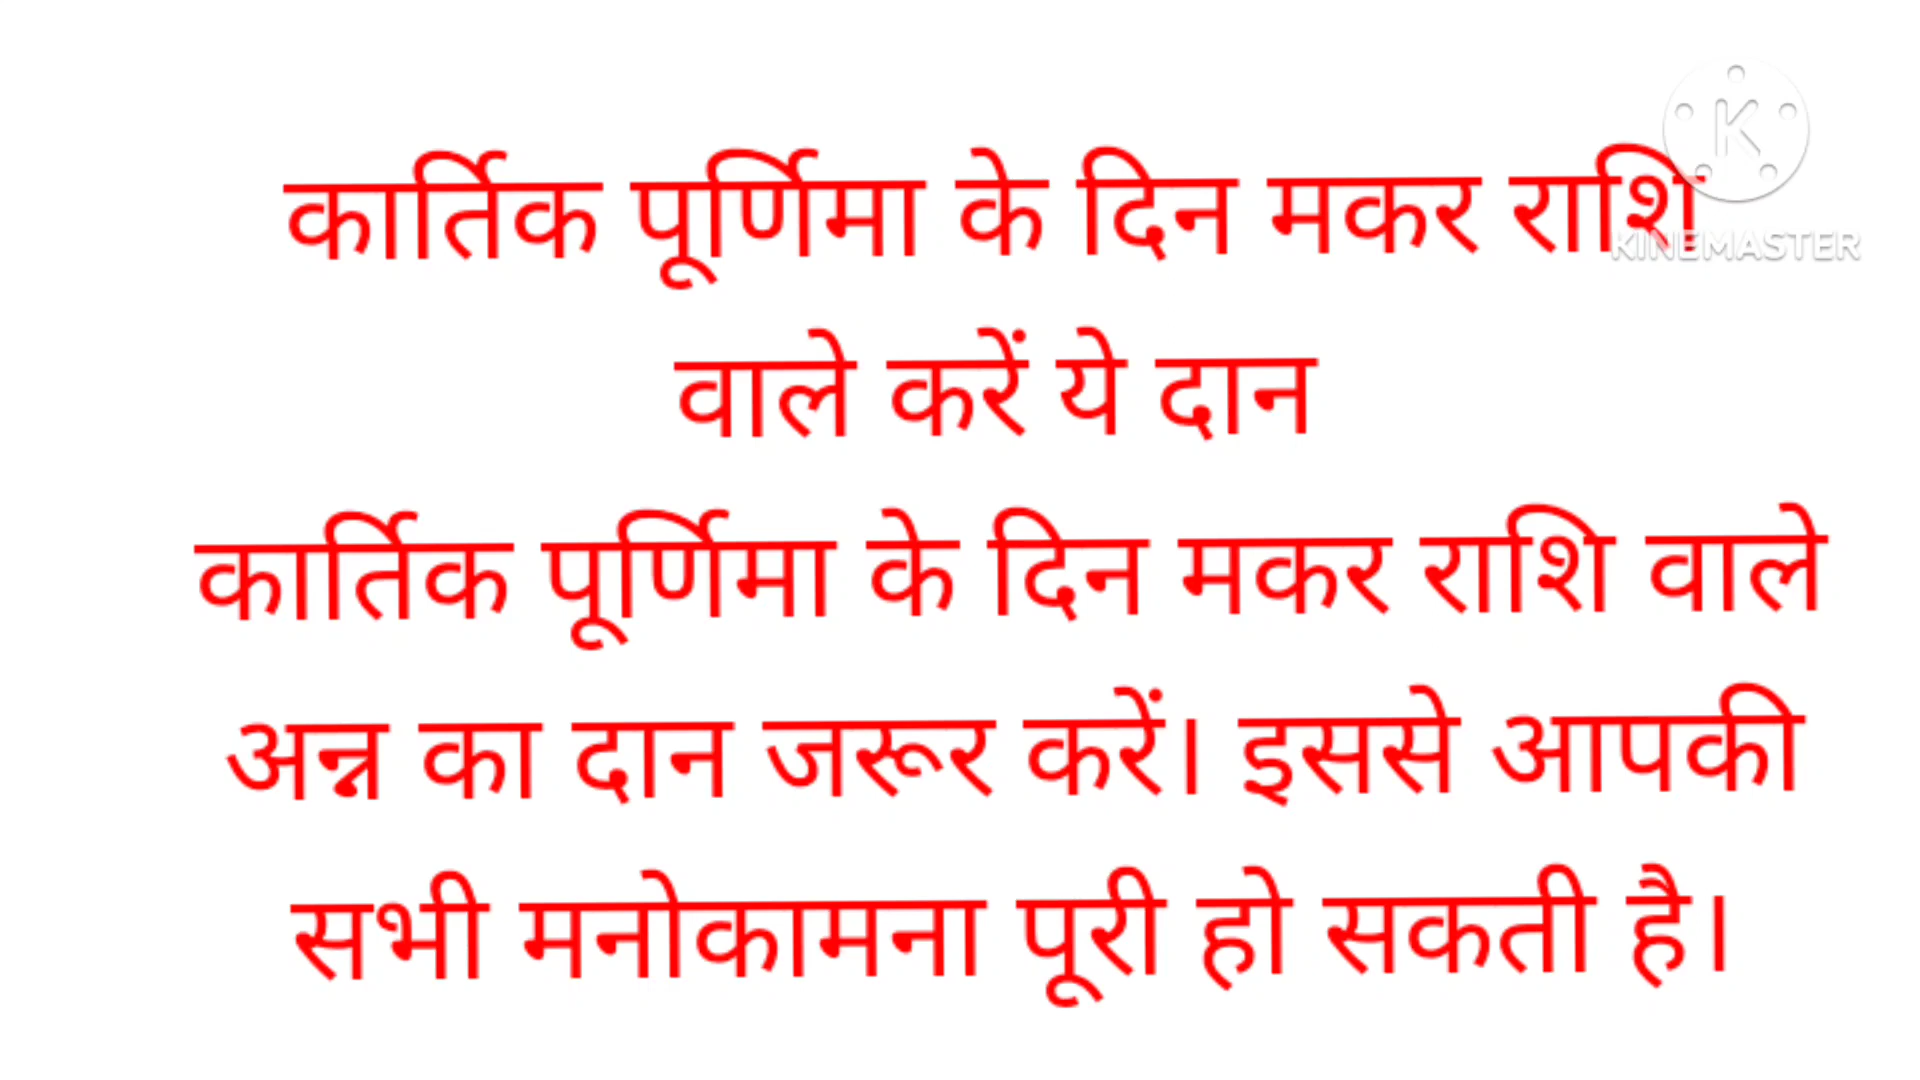 कार्तिक पूर्णिमा के दिन मकर राशि
KINEMASTER
वाले करें ये दान
कार्तिक पूर्णिमा के दिन मकर राशि वाले
अन्न का दान जरूर करें। इससे आपकी
सभी मनोकामना पूरी हो सकती है।